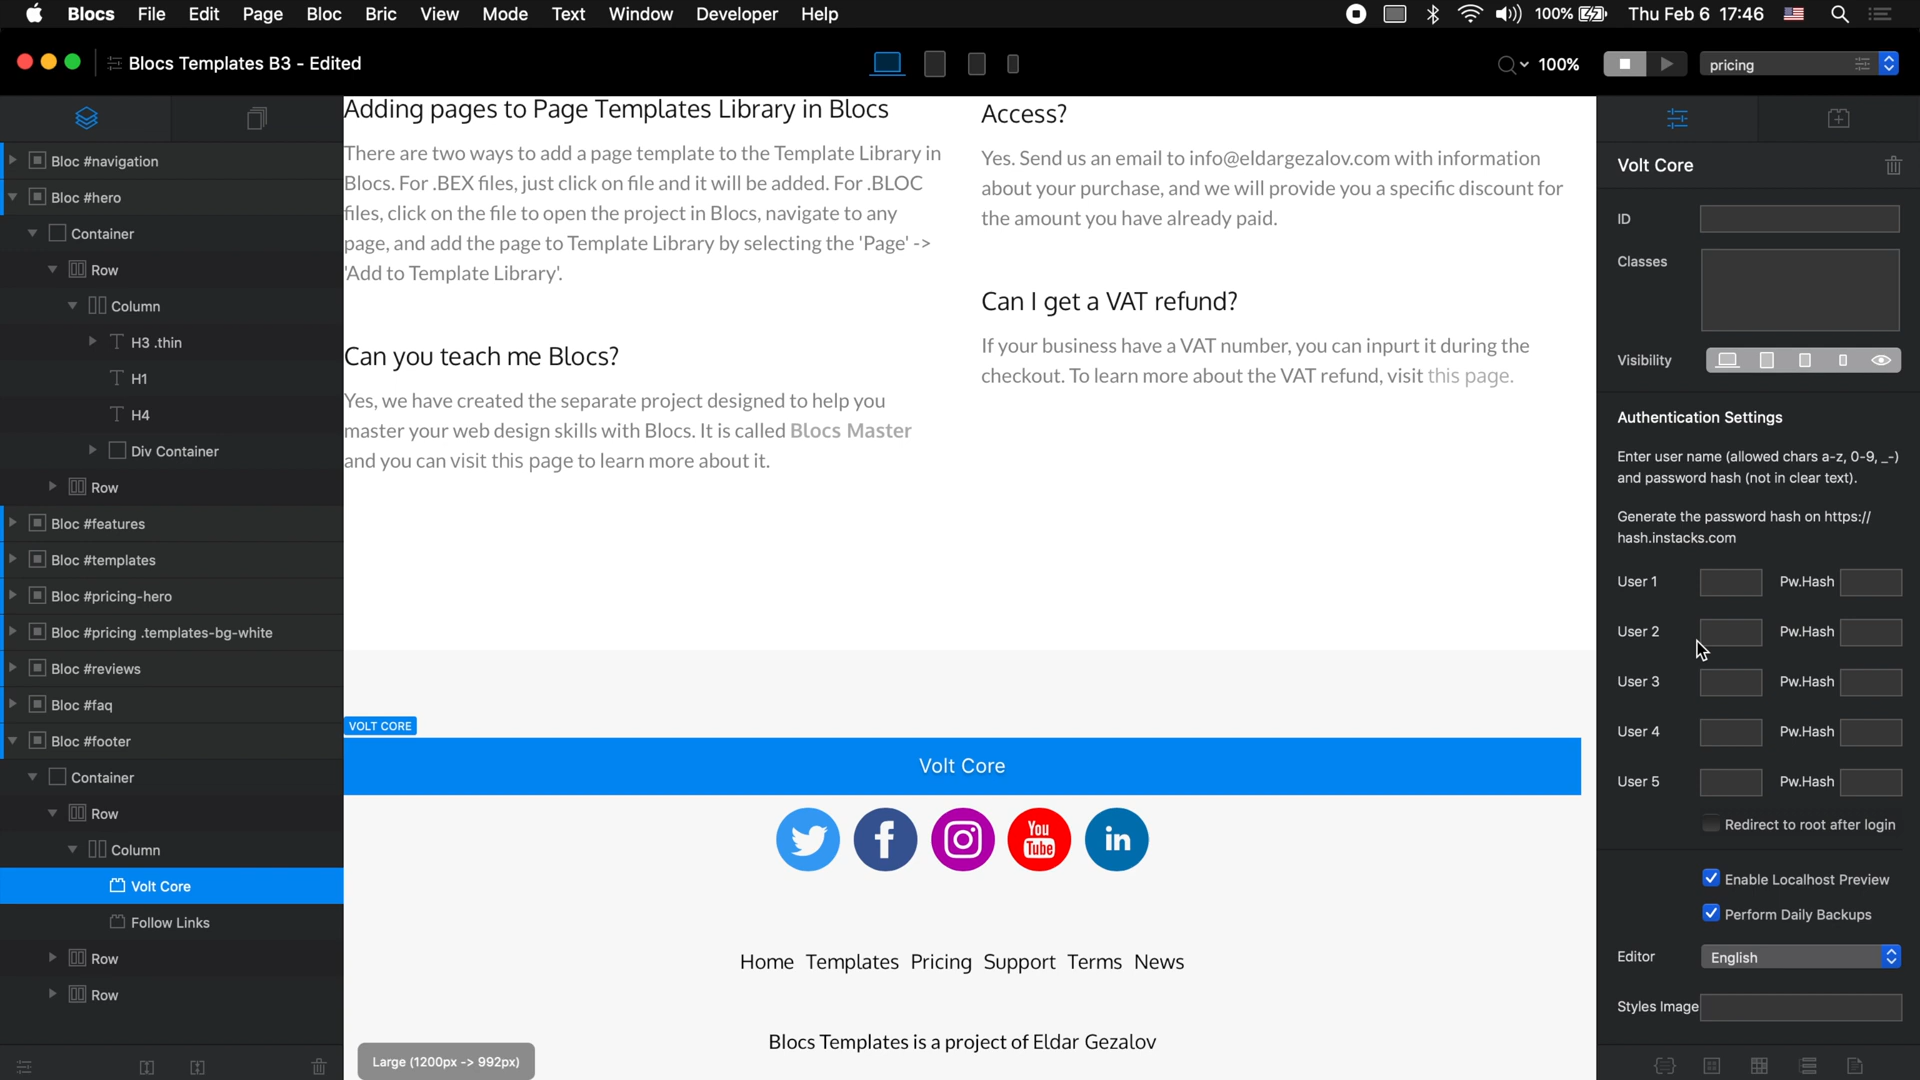 Blocs File Edit Page Bloc Bric View Mode Text Window Developer Help 100% Thu Feb 6 17:46
Blocs Templates B3 - Edited 100% pricing
Bloc #navigation
Bloc #hero
Container
Row
Column
H3 .thin
H1
H4
Div Container
Row
Bloc #features
Bloc #templates
Bloc #pricing-hero
Bloc #pricing .templates-bg-white
Bloc #reviews
Bloc #faq
Bloc #footer
Container
Row
Column
Volt Core
Follow Links
Row
Row
Adding pages to Page Templates Library in Blocs
There are two ways to add a page template to the Template Library in
Blocs. For .BEX files, just click on file and it will be added. For .BLOC
files, click on the file to open the project in Blocs, navigate to any
page, and add the page to Template Library by selecting the 'Page' ->
'Add to Template Library'.
Can you teach me Blocs?
Yes, we have created the separate project designed to help you
master your web design skills with Blocs. It is called Blocs Master
and you can visit this page to learn more about it.
Access?
Yes. Send us an email to info@eldargezalov.com with information
about your purchase, and we will provide you a specific discount for
the amount you have already paid.
Can I get a VAT refund?
If your business have a VAT number, you can inpurt it during the
checkout. To learn more about the VAT refund, visit this page.
VOLT CORE
Volt Core
You
Tube
in
Home Templates Pricing Support Terms News
Blocs Templates is a project of Eldar Gezalov
Large (1200px -> 992px)
Volt Core
ID
Classes
Visibility
Authentication Settings
Enter user name (allowed chars a-z, 0-9, _-)
and password hash (not in clear text).
Generate the password hash on https://
hash.instacks.com
User 1 Pw.Hash
User 2 Pw.Hash
User 3 Pw.Hash
User 4 Pw.Hash
User 5 Pw.Hash
Redirect to root after login
Enable Localhost Preview
Perform Daily Backups
Editor English
Styles Image